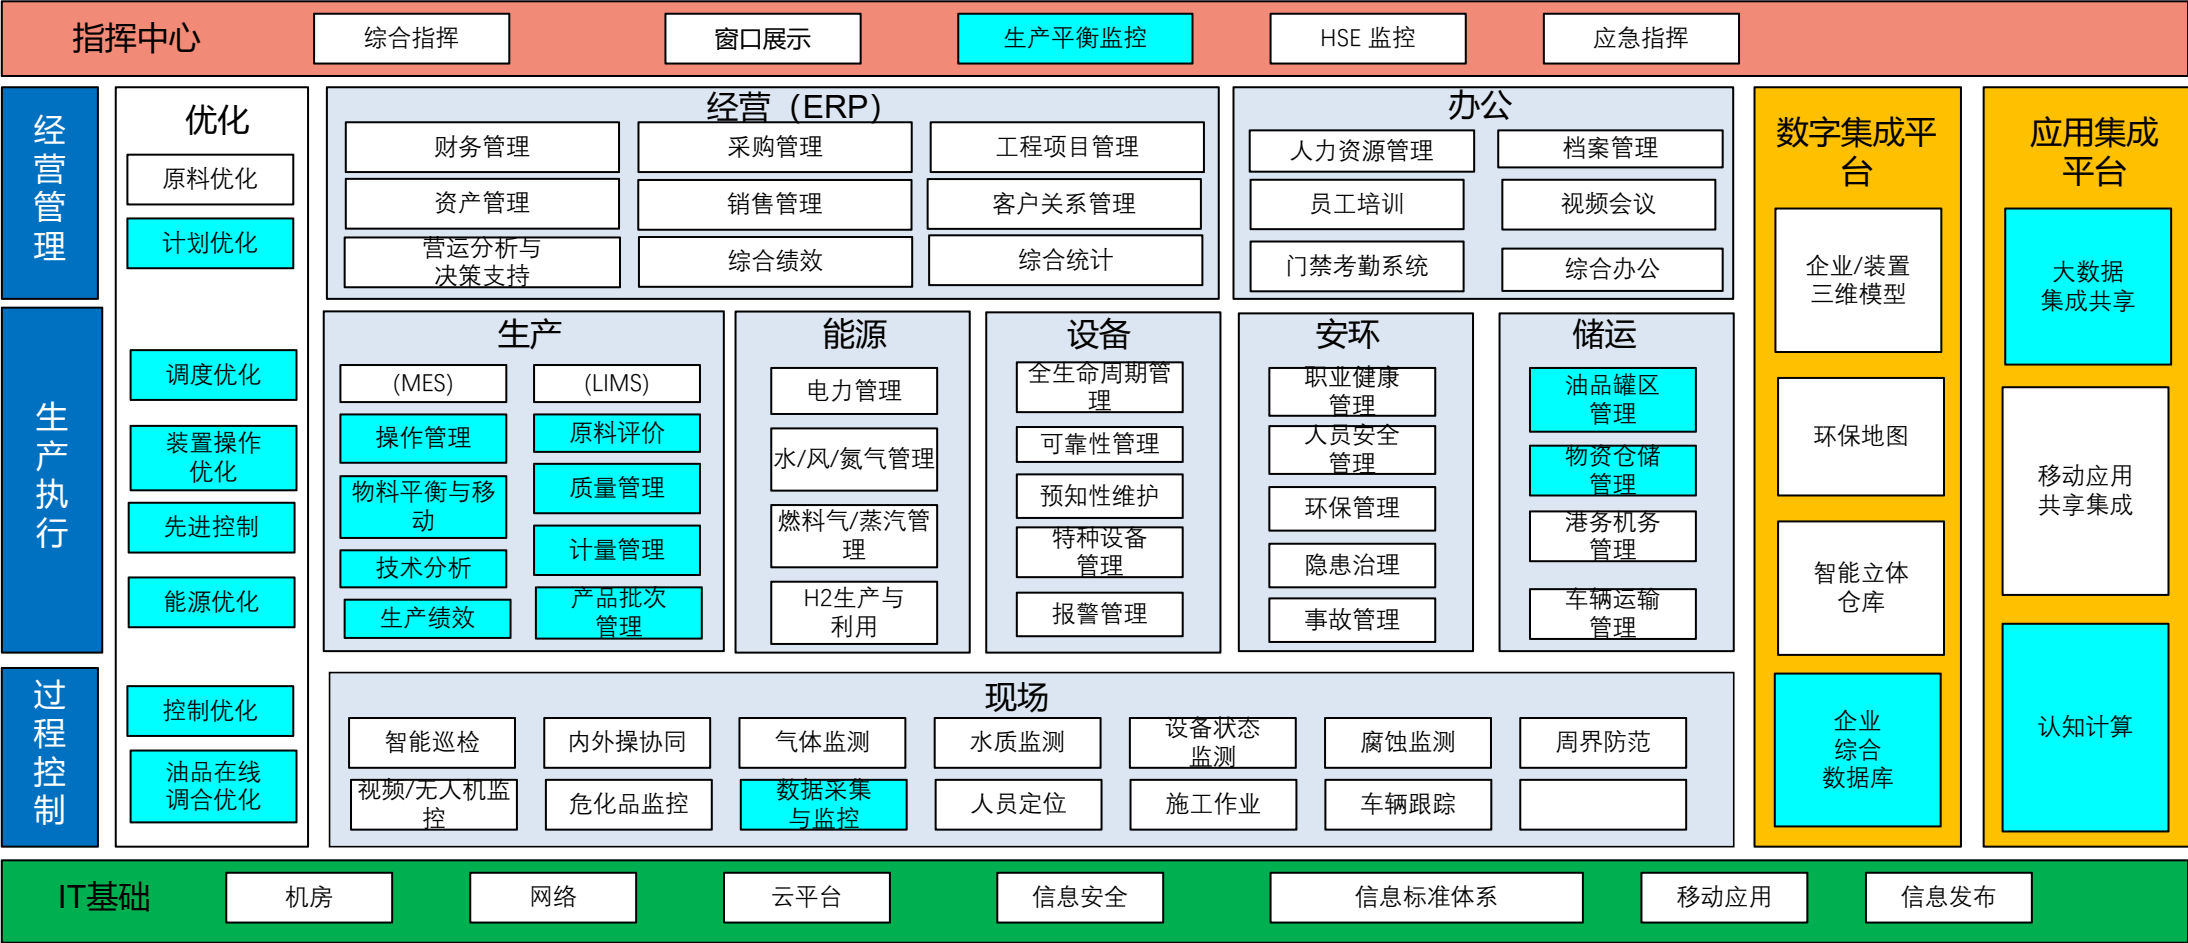 指挥中心
综合指挥
窗口展示
生产平衡监控
HSE 监控
应急指挥
经
营
管
理
优化
原料优化
计划优化
经营（ERP）
财务管理
采购管理
工程项目管理
资产管理
销售管理
客户关系管理
营运分析与
决策支持
综合绩效
综合统计
办公
人力资源管理
档案管理
员工培训
视频会议
门禁考勤系统
综合办公
生
产
执
行
调度优化
装置操作
优化
先进控制
能源优化
生产
(MES)
操作管理
物料平衡与移
动
技术分析
生产绩效
(LIMS)
原料评价
质量管理
计量管理
产品批次
管理
能源
电力管理
水/风/氮气管理
燃料气/蒸汽管
理
H2生产与
利用
设备
全生命周期管
理
可靠性管理
预知性维护
特种设备
管理
报警管理
安环
职业健康
管理
人员安全
管理
环保管理
隐患治理
事故管理
储运
油品罐区
管理
物资仓储
管理
港务机务
管理
车辆运输
管理
过
程
控
制
控制优化
油品在线
调合优化
现场
智能巡检
内外操协同
气体监测
水质监测
设备状态
监测
腐蚀监测
周界防范
视频/无人机监
控
危化品监控
数据采集
与监控
人员定位
施工作业
车辆跟踪
数字集成平
台
企业/装置
三维模型
环保地图
智能立体
仓库
企业
综合
数据库
应用集成
平台
大数据
集成共享
移动应用
共享集成
认知计算
IT基础
机房
网络
云平台
信息安全
信息标准体系
移动应用
信息发布